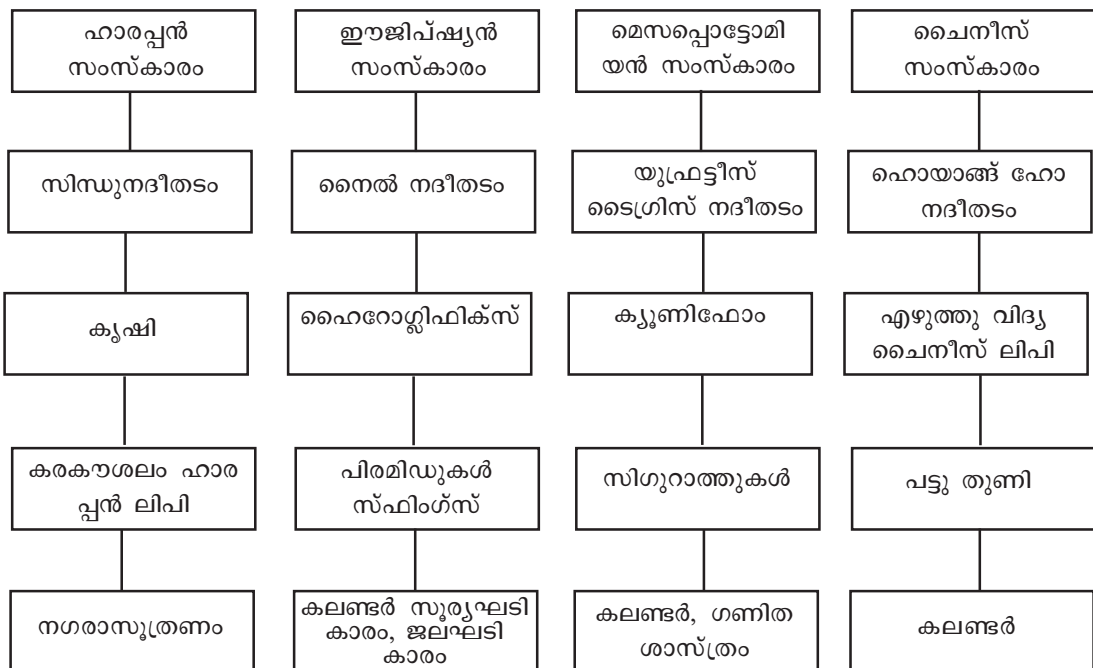 ഹാരപ്പൻ
സംസ്കാരം
സിന്ധുനദീതടം
കൃഷി
കരകൗശലം ഹാര
പ്പൻ ലിപി
നഗരാസൂത്രണം
ഈജിപ്ഷ്യൻ
സംസ്കാരം
നൈൽ നദീതടം
ഹൈറോഗ്ലിഫിക്സ്
പിരമിഡുകൾ
സ്ഫിംഗ്സ്
കലണ്ടർ സൂര്യഘടി
കാരം, ജലഘടി
കാരം
മെസപ്പൊട്ടോമി
യൻ സംസ്കാരം
യുഫ്രട്ടീസ്
ടൈഗ്രിസ് നദീതടം
ക്യൂണിഫോം
സിഗുറാത്തുകൾ
കലണ്ടർ, ഗണിത
ശാസ്ത്രം
ചൈനീസ്
സംസ്കാരം
ഹൊയാങ്ങ് ഹോ
നദീതടം
എഴുത്തു വിദ്യ
ചൈനീസ് ലിപി
പട്ടു തുണി
കലണ്ടർ